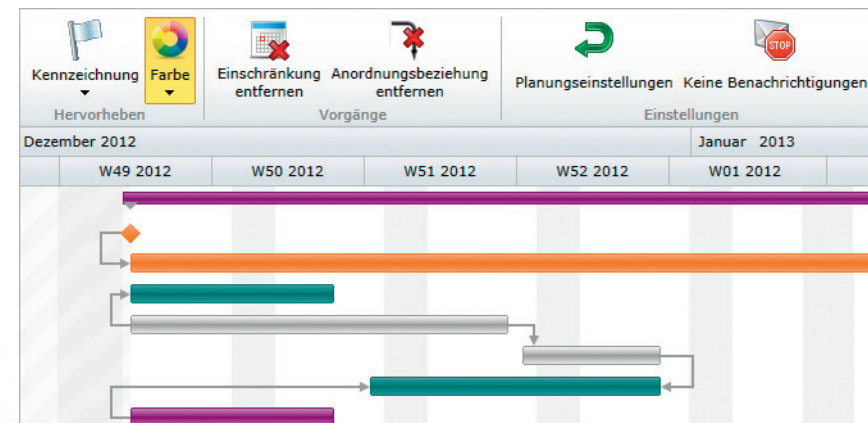 Kennzeichnung
Farbe
Einschränkung
entfernen
Anordnungsbeziehung
entfernen
Planungseinstellungen
STOP
Keine Benachrichtigungen
Hervorheben
Vorgänge
Einstellungen
Dezember 2012
Januar 2013
W49 2012
W50 2012
W51 2012
W52 2012
W01 2012